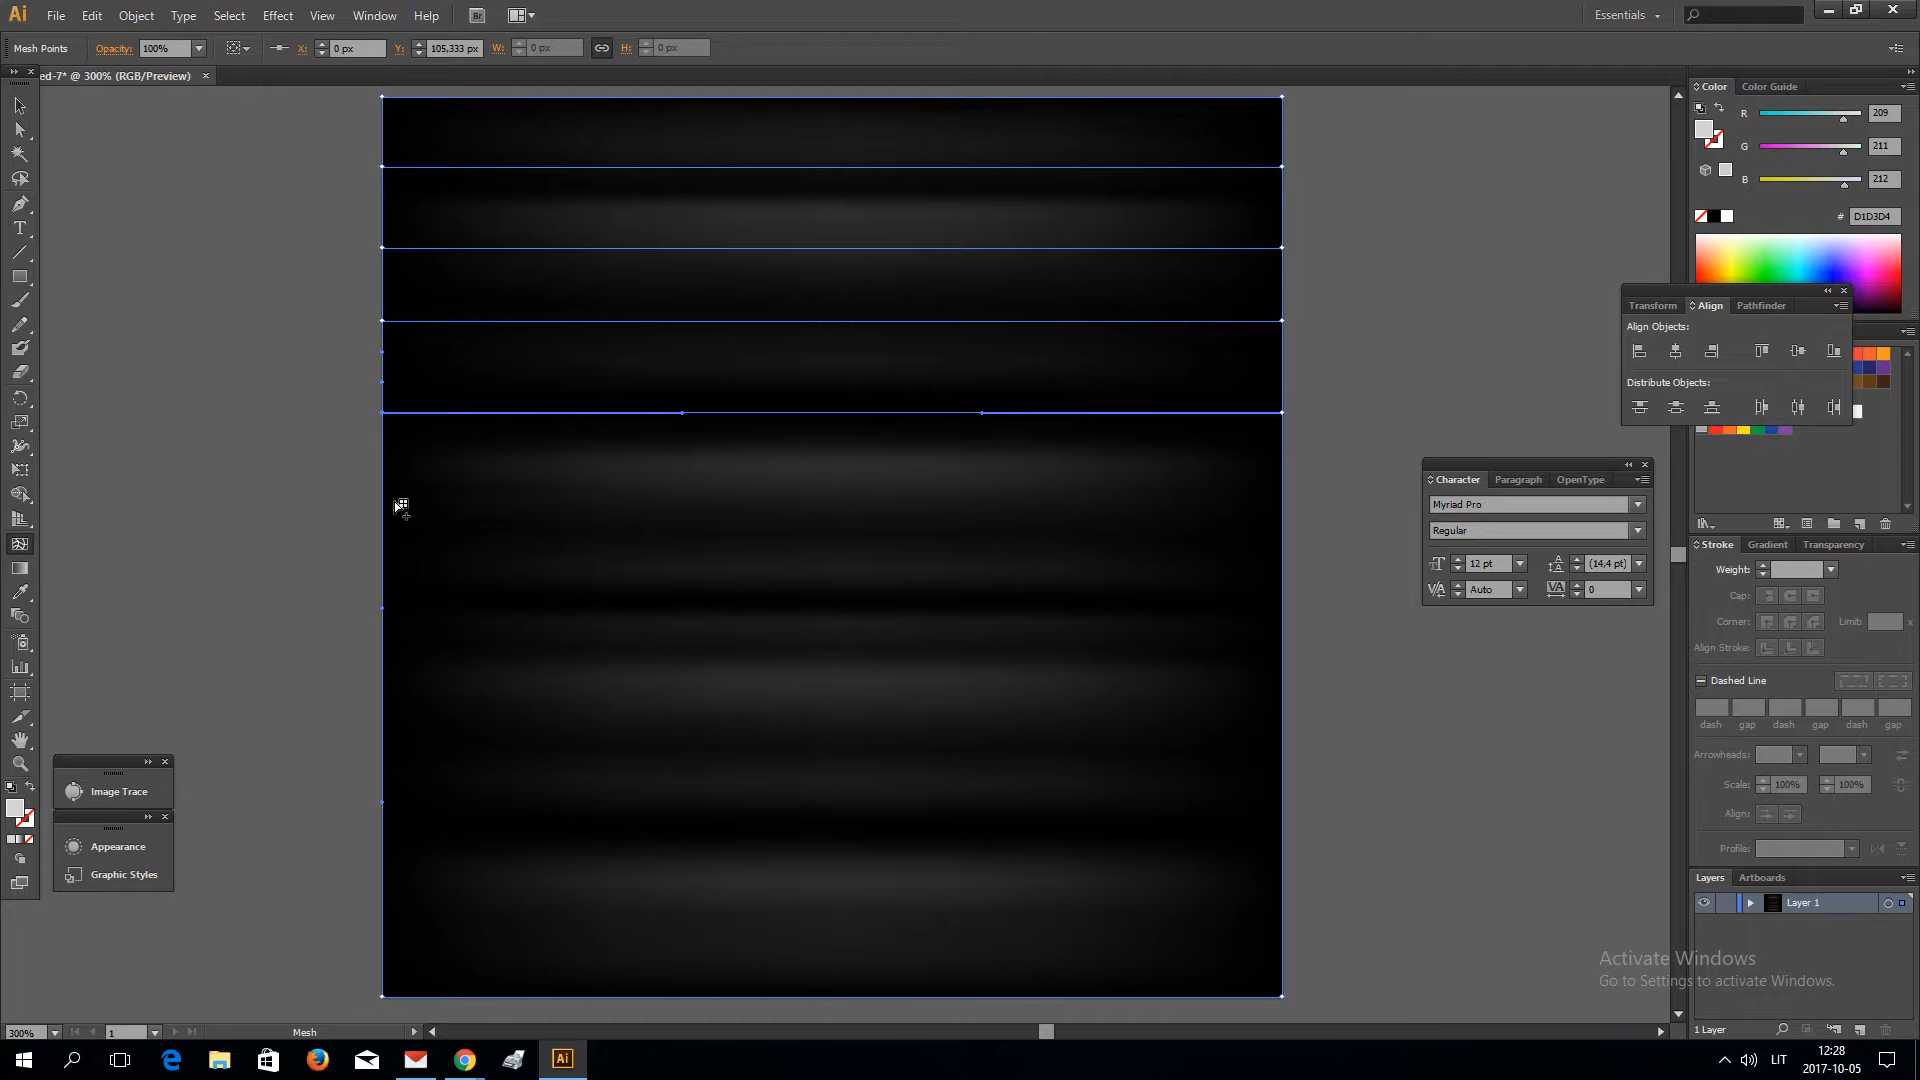 Ai File Edit Object Type Select Effect View Window Help Br Essentials
Mesh Points Opacity: 100% X: 0 px Y: 105,333 px W: 0 px H: 0 px
ed-7* @ 300% (RGB/Preview)
Color Color Guide
R 209
G 211
B 212
# D1D3D4
Transform Align Pathfinder
Align Objects:
Distribute Objects:
Character Paragraph OpenType
Myriad Pro
Regular
12 pt (14,4 pt)
Auto 0
Stroke Gradient Transparency
Weight:
Cap:
Corner: Limit: x
Align Stroke:
Dashed Line
dash gap dash gap dash gap
Arrowheads:
Scale: 100% 100%
Align:
Profile:
Image Trace
Appearance
Graphic Styles
Layers Artboards
Layer 1
Activate Windows
Go to Settings to activate Windows.
1 Layer
300% 1 Mesh
Ai LIT 12:28
2017-10-05